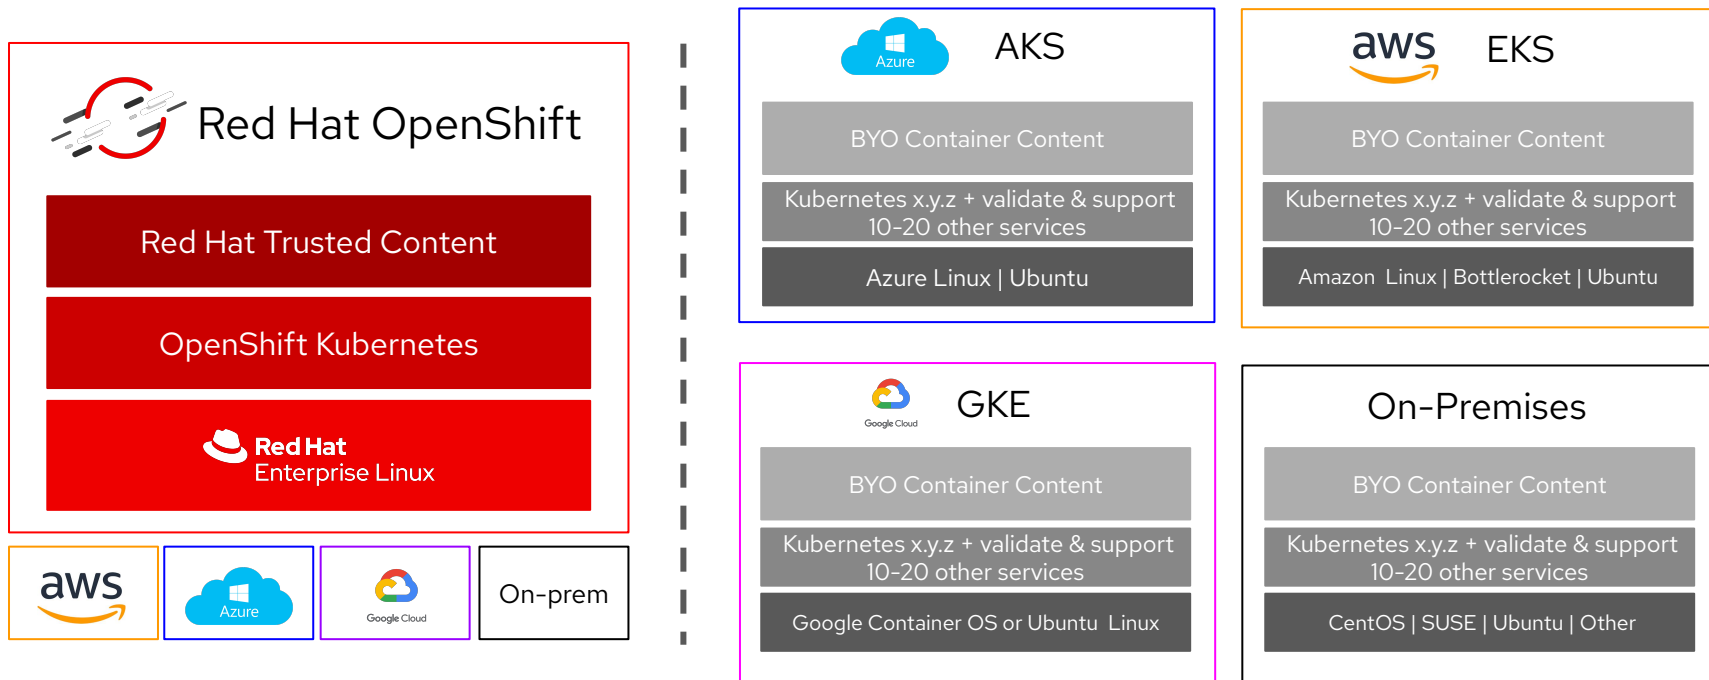 Red Hat OpenShift
Red Hat Trusted Content
OpenShift Kubernetes
Red Hat
Enterprise Linux
aws
Azure
Google Cloud
On-prem
Azure
AKS
BYO Container Content
Kubernetes x.y.z + validate & support
10-20 other services
Azure Linux | Ubuntu
aws
EKS
BYO Container Content
Kubernetes x.y.z + validate & support
10-20 other services
Amazon Linux | Bottlerocket | Ubuntu
Google Cloud
GKE
BYO Container Content
Kubernetes x.y.z + validate & support
10-20 other services
Google Container OS or Ubuntu Linux
On-Premises
BYO Container Content
Kubernetes x.y.z + validate & support
10-20 other services
CentOS | SUSE | Ubuntu | Other